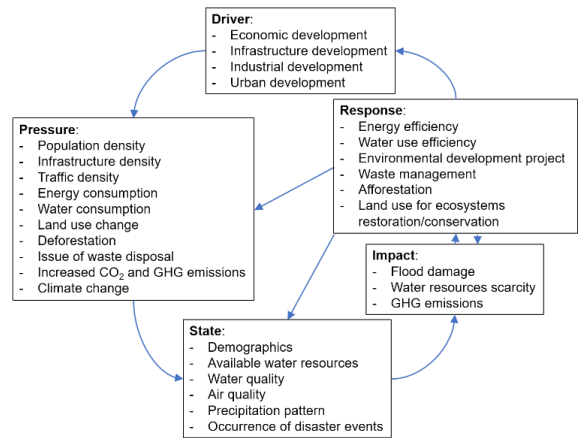 Driver:
- Economic development
- Infrastructure development
- Industrial development
- Urban development
Response:
- Energy efficiency
- Water use efficiency
- Environmental development project
- Waste management
- Afforestation
- Land use for ecosystems
restoration/conservation
Pressure:
- Population density
- Infrastructure density
- Traffic density
- Energy consumption
- Water consumption
- Land use change
- Deforestation
- Issue of waste disposal
- Increased CO₂ and GHG emissions
- Climate change
Impact:
- Flood damage
- Water resources scarcity
- GHG emissions
State:
- Demographics
- Available water resources
- Water quality
- Air quality
- Precipitation pattern
- Occurrence of disaster events